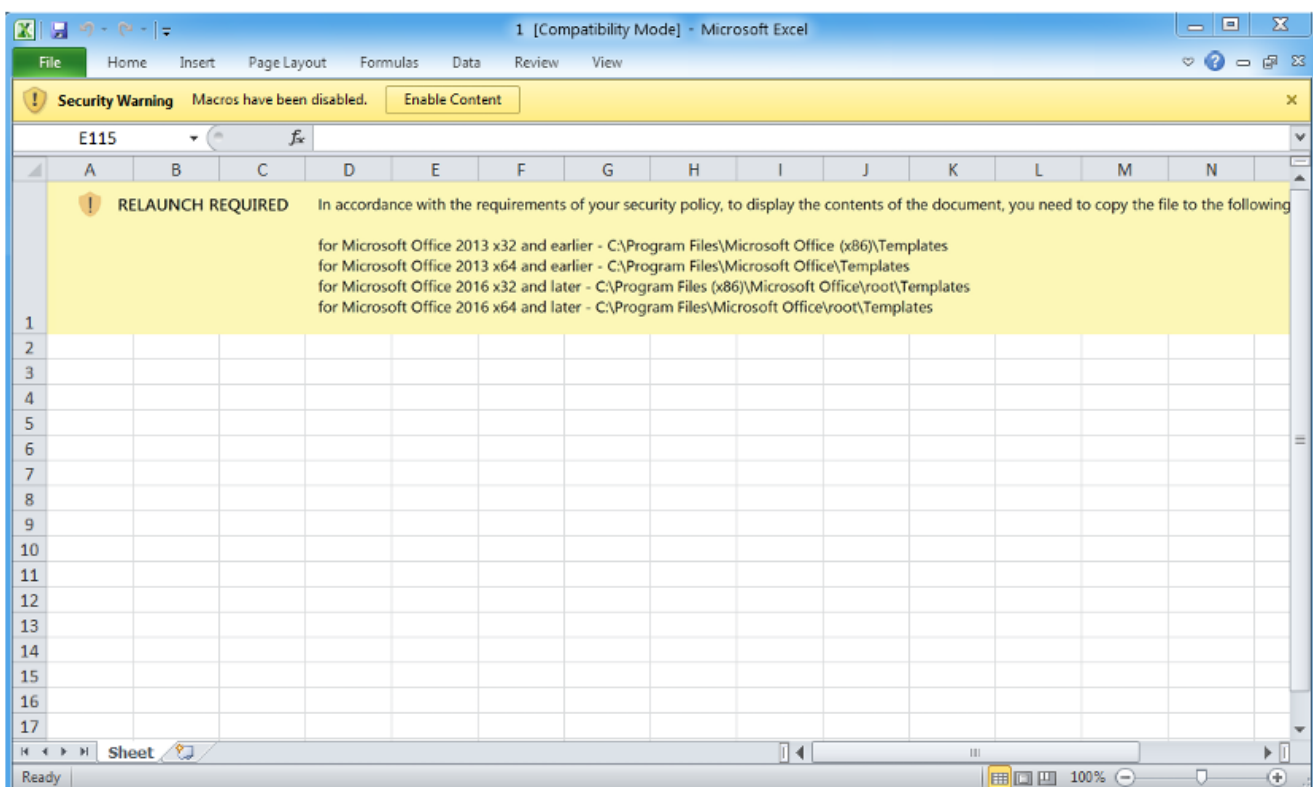 1 [Compatibility Mode] - Microsoft Excel
File Home Insert Page Layout Formulas Data Review View
Security Warning Macros have been disabled. Enable Content
E115 fx
A B C D E F G H I J K L M N
RELAUNCH REQUIRED In accordance with the requirements of your security policy, to display the contents of the document, you need to copy the file to the following
for Microsoft Office 2013 x32 and earlier - C:\Program Files\Microsoft Office (x86)\Templates
for Microsoft Office 2013 x64 and earlier - C:\Program Files\Microsoft Office\Templates
for Microsoft Office 2016 x32 and later - C:\Program Files (x86)\Microsoft Office\root\Templates
for Microsoft Office 2016 x64 and later - C:\Program Files\Microsoft Office\root\Templates
1
2
3
4
5
6
7
8
9
10
11
12
13
14
15
16
17
Sheet
Ready 100%